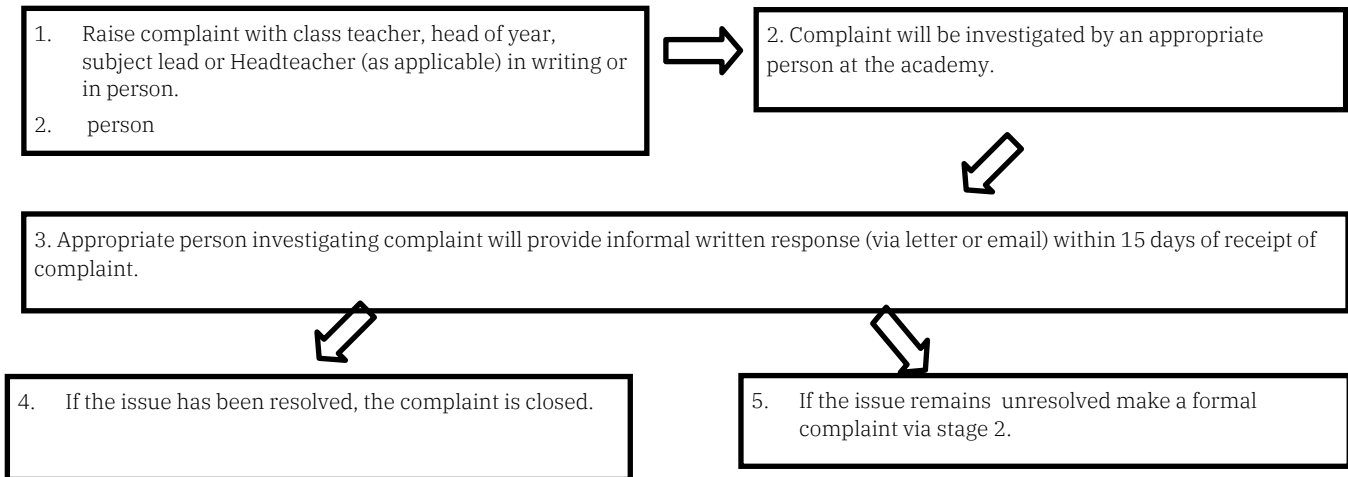 1. Raise complaint with class teacher, head of year,
subject lead or Headteacher (as applicable) in writing or
in person.
2. person
2. Complaint will be investigated by an appropriate
person at the academy.
3. Appropriate person investigating complaint will provide informal written response (via letter or email) within 15 days of receipt of
complaint.
4. If the issue has been resolved, the complaint is closed.
5. If the issue remains unresolved make a formal
complaint via stage 2.